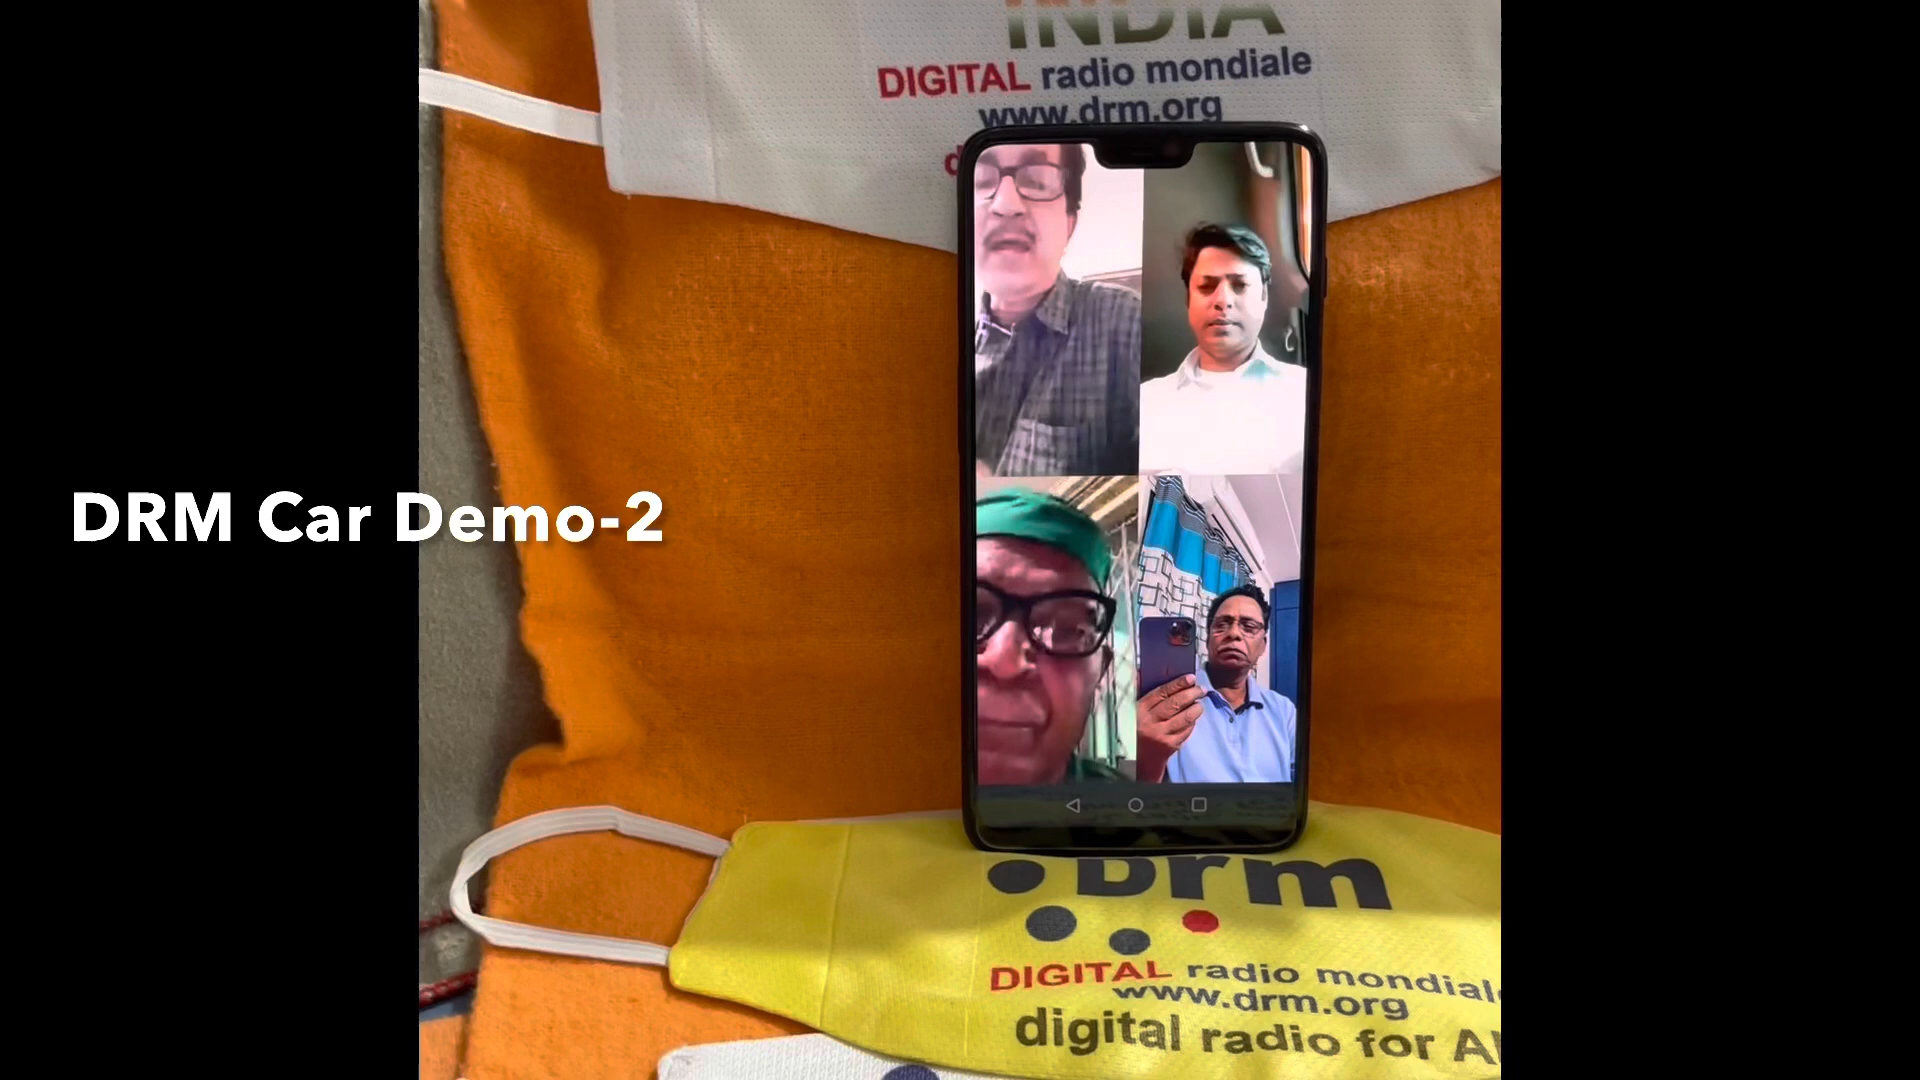 INDIA
DIGITAL radio mondiale
www.drm.org
DRM Car Demo-2
Drm
DIGITAL radio mondiale
www.drm.org
digital radio for